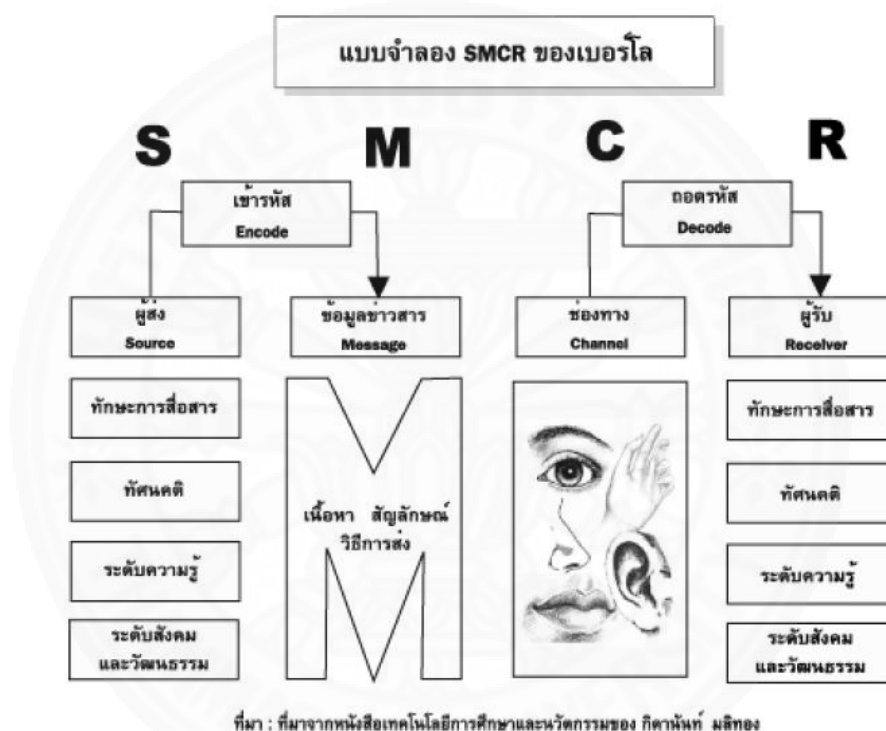 แบบจำลอง SMCR ของเบอร์โล
S
M
C
R
เข้ารหัส
Encode
ถอดรหัส
Decode
ผู้ส่ง
Source
ข้อมูลข่าวสาร
Message
ช่องทาง
Channel
ผู้รับ
Receiver
ทักษะการสื่อสาร
ทัศนคติ
ระดับความรู้
ระดับสังคม
และวัฒนธรรม
เนื้อหา สัญลักษณ์
วิธีการส่ง
ทักษะการสื่อสาร
ทัศนคติ
ระดับความรู้
ระดับสังคม
และวัฒนธรรม
ที่มา : ที่มาจากหนังสือเทคโนโลยีการศึกษาและนวัตกรรมของ กิดานันท์ มลิทอง